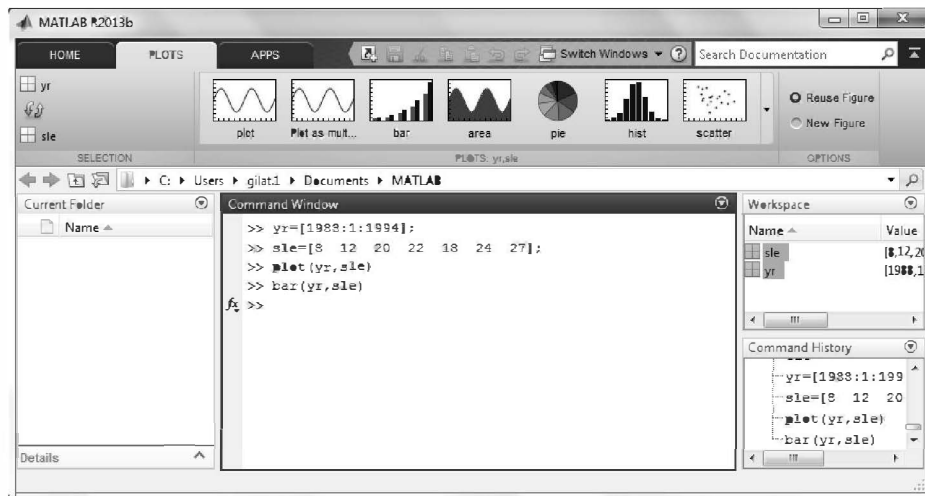 MATLAB R2013b
HOME PLOTS APPS Switch Windows ? Search Documentation
yr
sle
plot Plot as mult... bar area pie hist scatter
Reuse Figure
New Figure
SELECTION PLOTS: yr,sle OPTIONS
C: Users gilat.1 Documents MATLAB
Current Folder
Name
Details
Command Window
>> yr=[1988:1:1994];
>> sle=[8 12 20 22 18 24 27];
>> plot(yr,sle)
>> bar(yr,sle)
fx >>
Workspace
Name Value
sle [8,12,20
yr [1988,1
Command History
yr=[1988:1:199
sle=[8 12 20
plot(yr,sle)
bar(yr,sle)